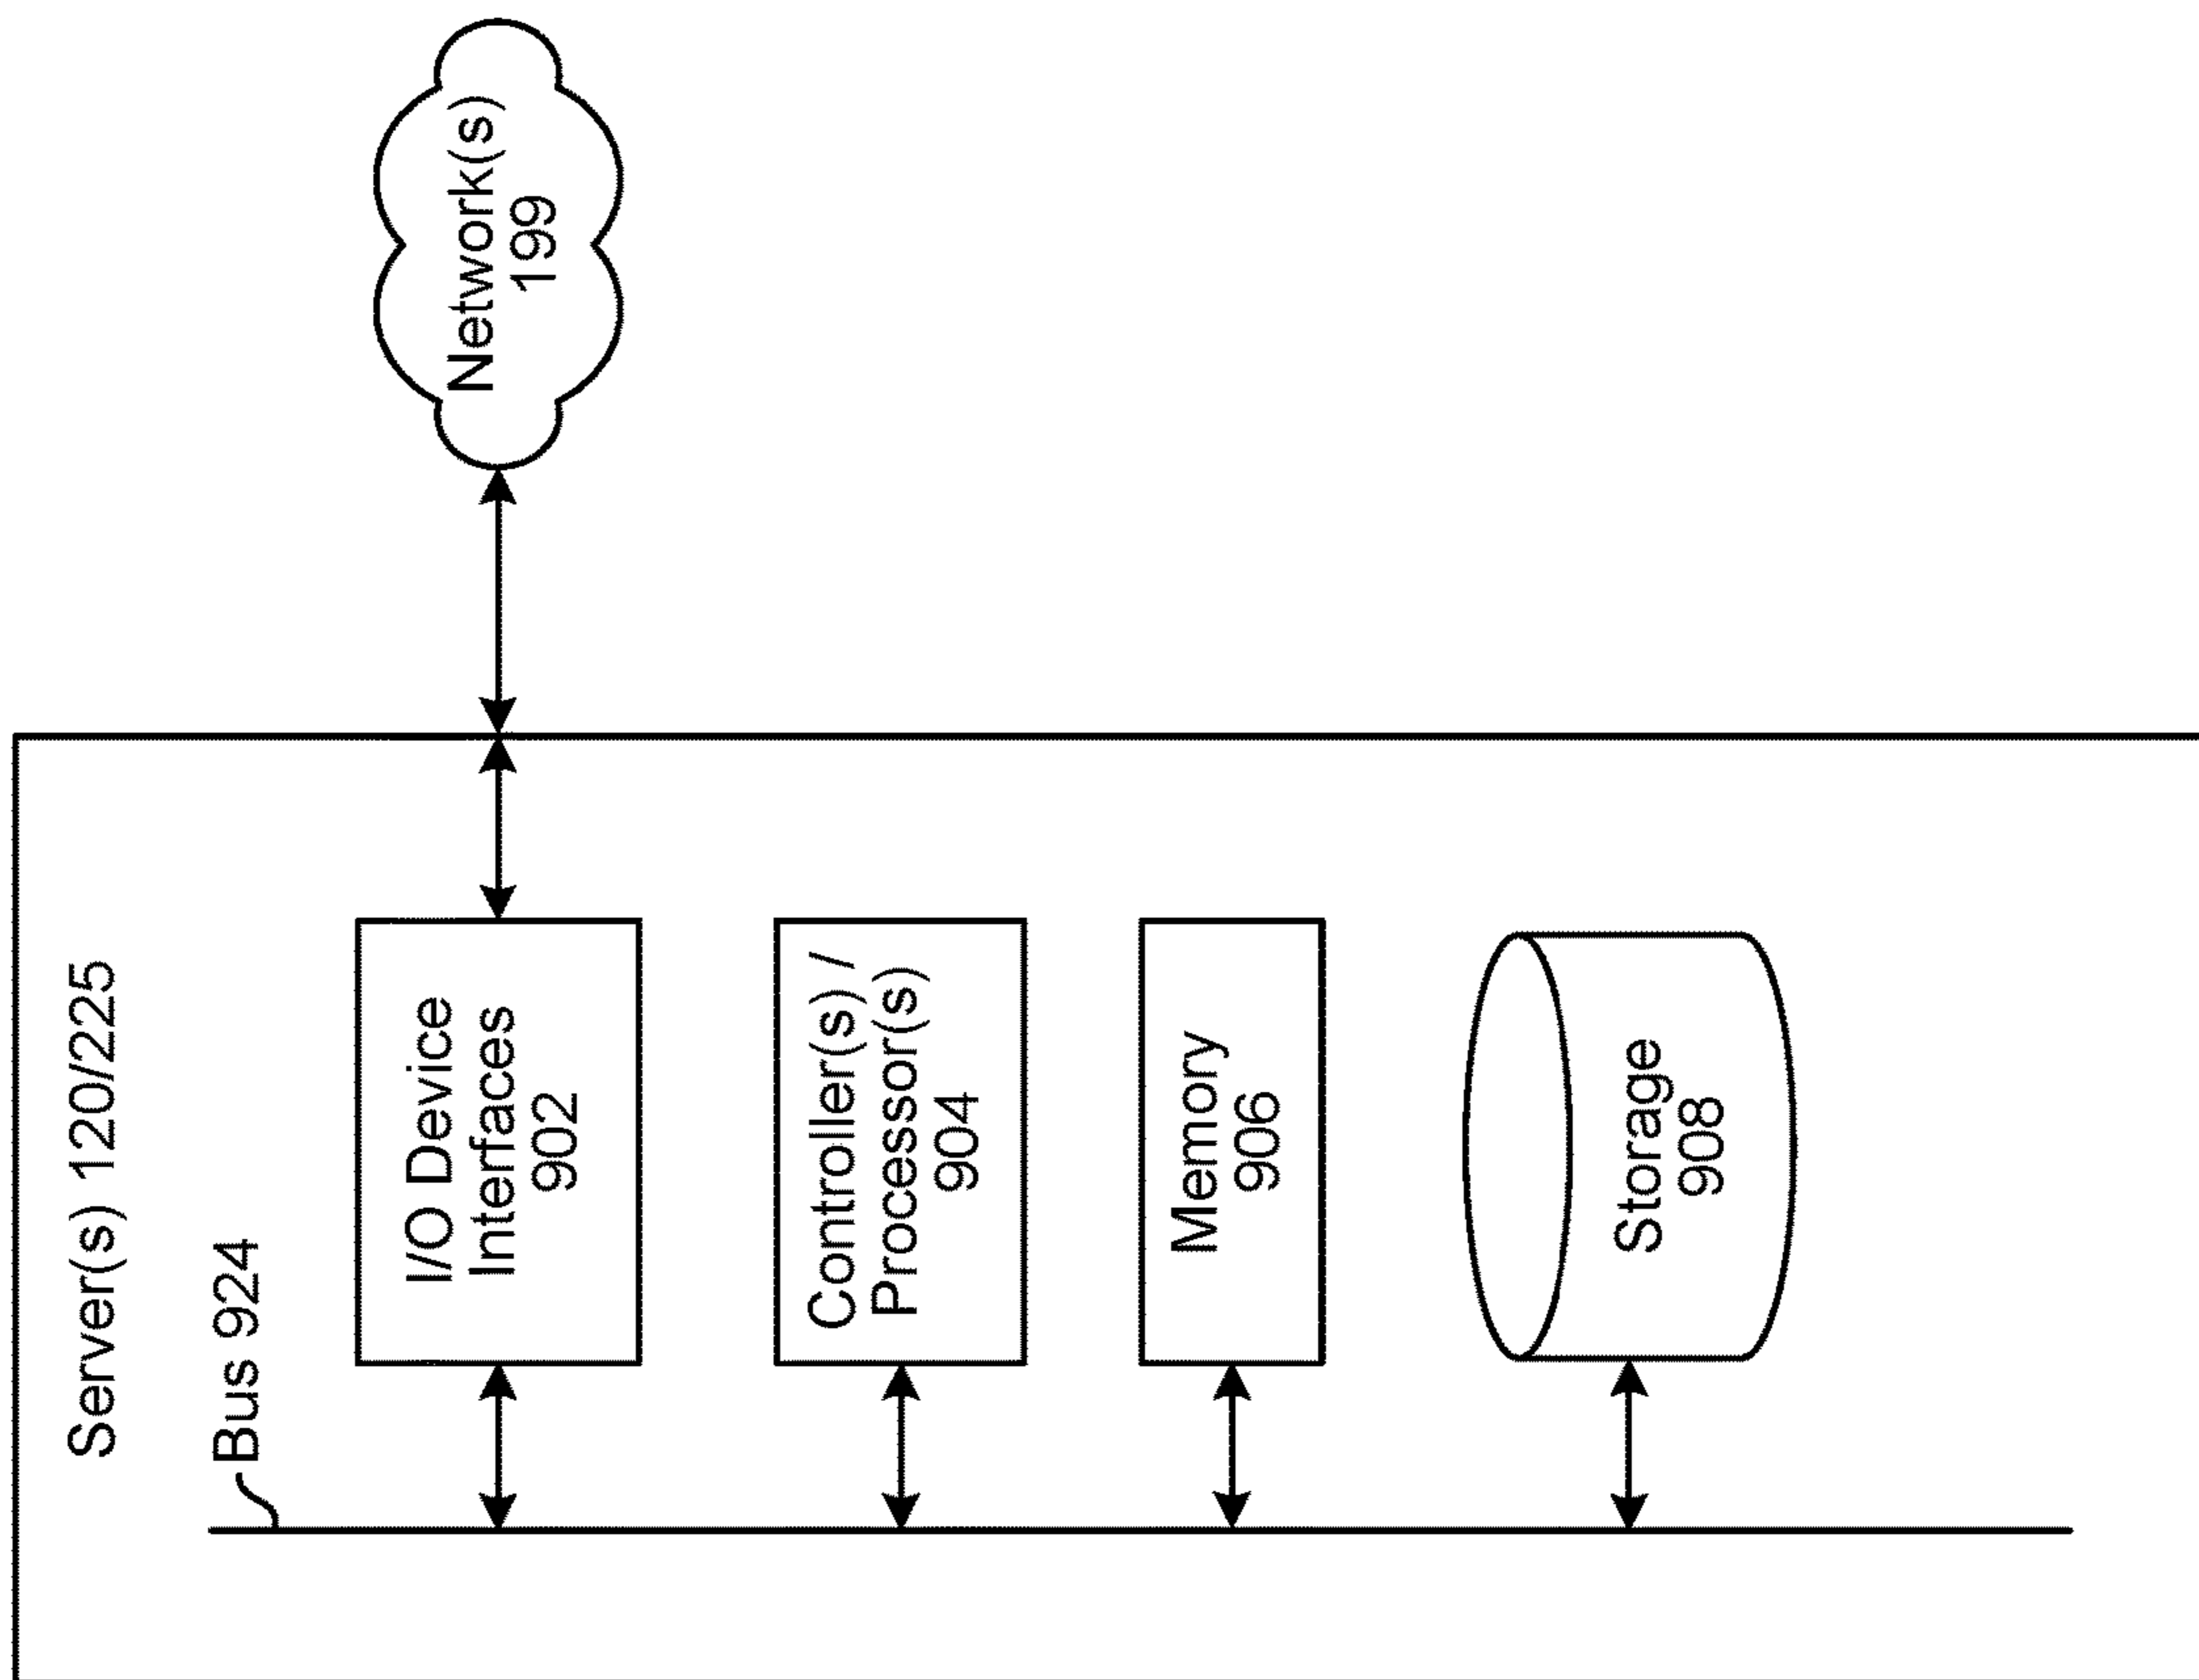 Server(s) 120/225
Bus 924
I/O Device
Interfaces
902
Network(s)
199
Controller(s) /
Processor(s)
904
Memory
906
Storage
908